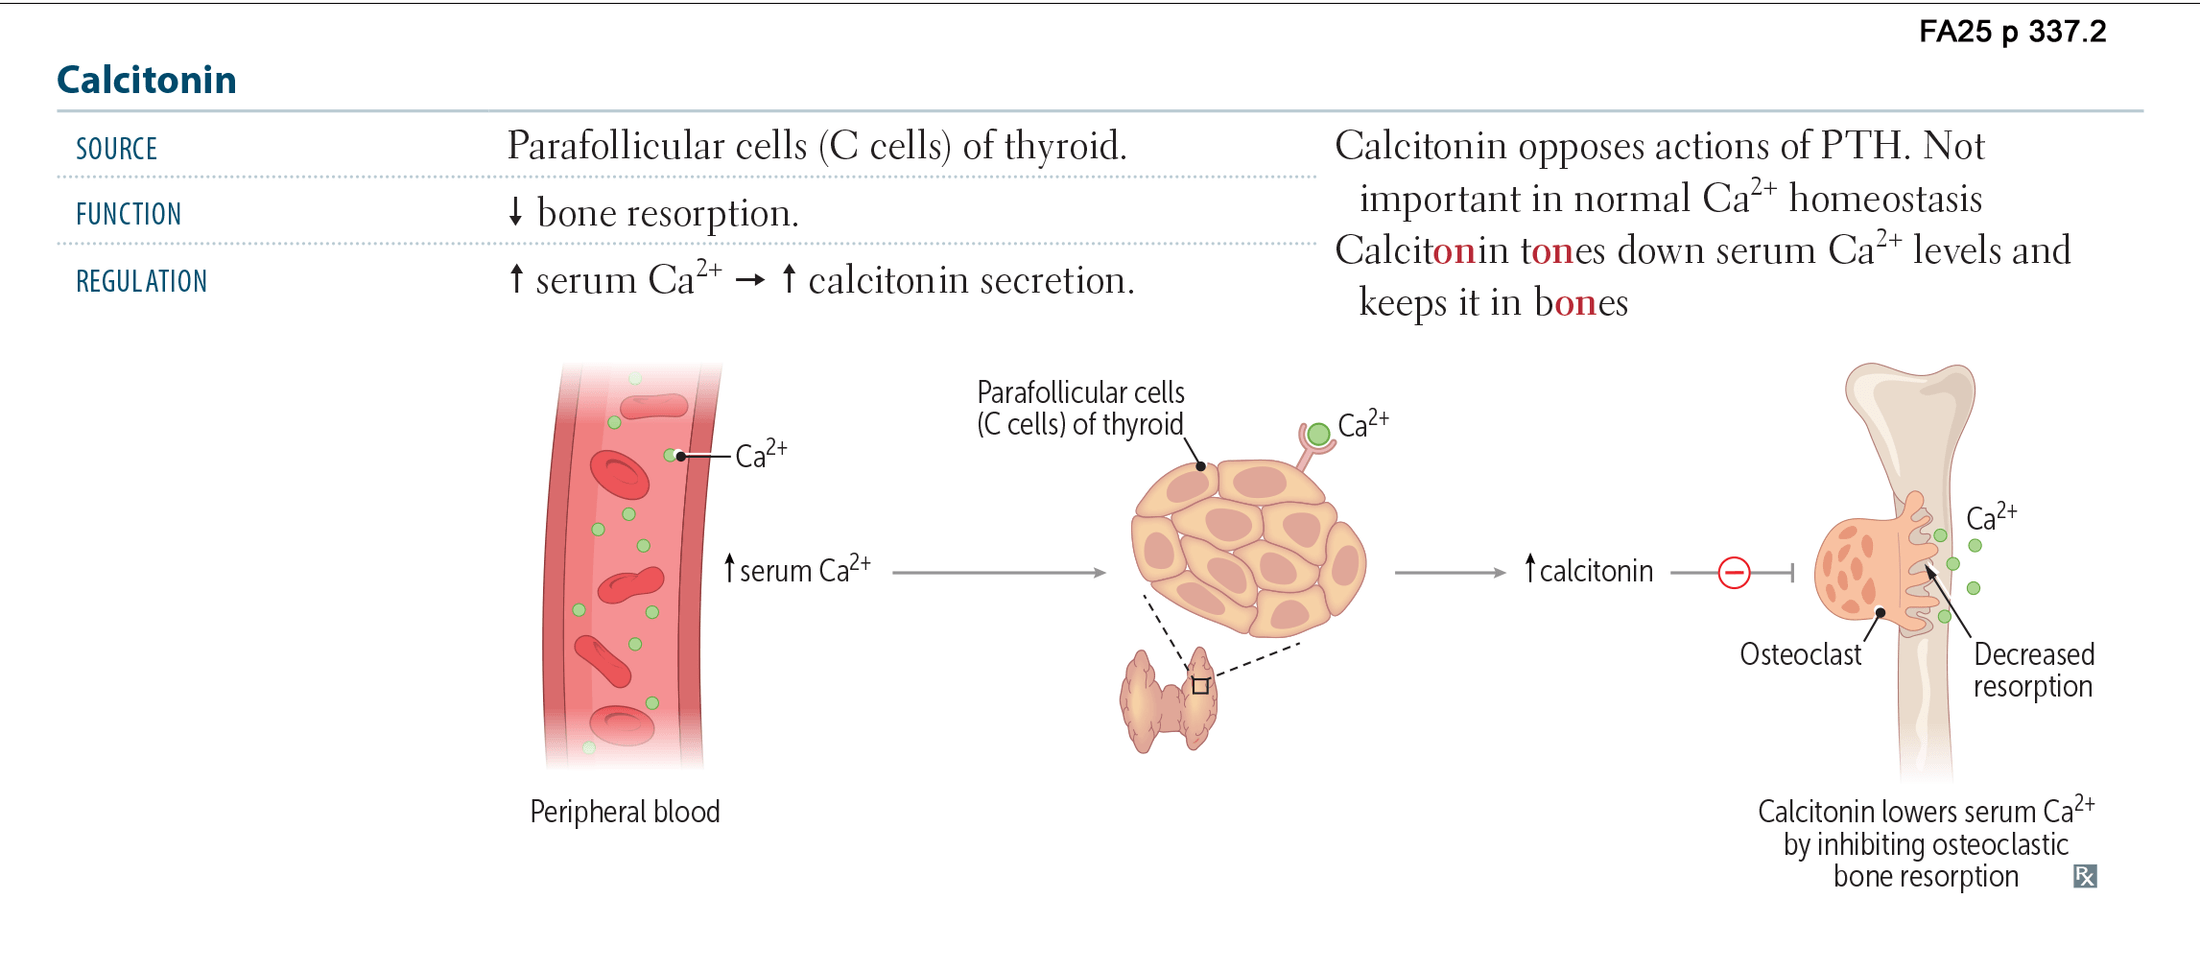 FA25 p 337.2
Calcitonin
SOURCE
Parafollicular cells (C cells) of thyroid.
FUNCTION
↓ bone resorption.
REGULATION
↑ serum Ca²⁺ → ↑ calcitonin secretion.
Calcitonin opposes actions of PTH. Not
important in normal Ca²⁺ homeostasis
Calcitonin tones down serum Ca²⁺ levels and
keeps it in bones
Ca²⁺
↑ serum Ca²⁺
Peripheral blood
Parafollicular cells
(C cells) of thyroid
Ca²⁺
↑ calcitonin
−
Ca²⁺
Osteoclast
Decreased
resorption
Calcitonin lowers serum Ca²⁺
by inhibiting osteoclastic
bone resorption
Rx